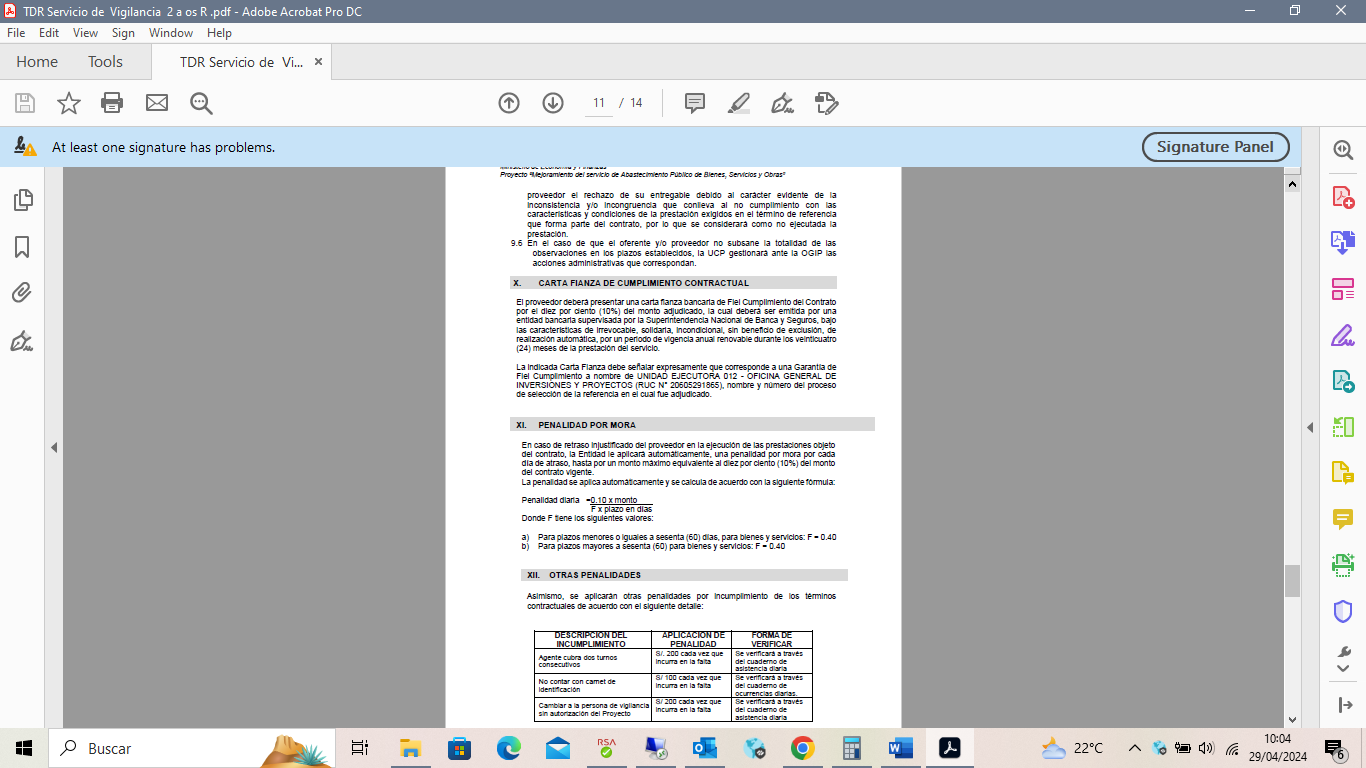 TDR Servicio de Vigilancia 2 a os R .pdf - Adobe Acrobat Pro DC
File Edit View Sign Window Help
Home Tools TDR Servicio de Vi... ×
11 / 14
At least one signature has problems. Signature Panel
Ministerio de Economía y Finanzas
Proyecto "Mejoramiento del servicio de Abastecimiento Público de Bienes, Servicios y Obras"
proveedor el rechazo de su entregable debido al carácter evidente de la
inconsistencia y/o incongruencia que conlleva al no cumplimiento con las
características y condiciones de la prestación exigidos en el término de referencia
que forma parte del contrato, por lo que se considerará como no ejecutada la
prestación.
9.6 En el caso de que el oferente y/o proveedor no subsane la totalidad de las
observaciones en los plazos establecidos, la UCP gestionará ante la OGIP las
acciones administrativas que correspondan.
X. CARTA FIANZA DE CUMPLIMIENTO CONTRACTUAL
El proveedor deberá presentar una carta fianza bancaria de Fiel Cumplimiento del Contrato
por el diez por ciento (10%) del monto adjudicado, la cual deberá ser emitida por una
entidad bancaria supervisada por la Superintendencia Nacional de Banca y Seguros, bajo
las características de irrevocable, solidaria, incondicional, sin beneficio de exclusión, de
realización automática, por un periodo de vigencia anual renovable durante los veinticuatro
(24) meses de la prestación del servicio.
La indicada Carta Fianza debe señalar expresamente que corresponde a una Garantía de
Fiel Cumplimiento a nombre de UNIDAD EJECUTORA 012 - OFICINA GENERAL DE
INVERSIONES Y PROYECTOS (RUC N° 20605291865), nombre y número del proceso
de selección de la referencia en el cual fue adjudicado.
XI. PENALIDAD POR MORA
En caso de retraso injustificado del proveedor en la ejecución de las prestaciones objeto
del contrato, la Entidad le aplicará automáticamente, una penalidad por mora por cada
día de atraso, hasta por un monto máximo equivalente al diez por ciento (10%) del monto
del contrato vigente.
La penalidad se aplica automáticamente y se calcula de acuerdo con la siguiente fórmula:
Penalidad diaria =0.10 x monto
F x plazo en días
Donde F tiene los siguientes valores:
a) Para plazos menores o iguales a sesenta (60) días, para bienes y servicios: F = 0.40
b) Para plazos mayores a sesenta (60) para bienes y servicios: F = 0.40
XII. OTRAS PENALIDADES
Asimismo, se aplicarán otras penalidades por incumplimiento de los términos
contractuales de acuerdo con el siguiente detalle:
DESCRIPCIÓN DEL APLICACIÓN DE FORMA DE
INCUMPLIMIENTO PENALIDAD VERIFICAR
Agente cubra dos turnos S/. 200 cada vez que Se verificará a través
consecutivos incurra en la falta del cuaderno de
asistencia diaria
No contar con carnet de S/ 100 cada vez que Se verificará a través
identificación incurra en la falta del cuaderno de
ocurrencias diarias.
Cambiar a la persona de vigilancia S/ 200 cada vez que Se verificará a través
sin autorización del Proyecto incurra en la falta del cuaderno de
asistencia diaria
Buscar RSA 22°C 10:04
29/04/2024 6